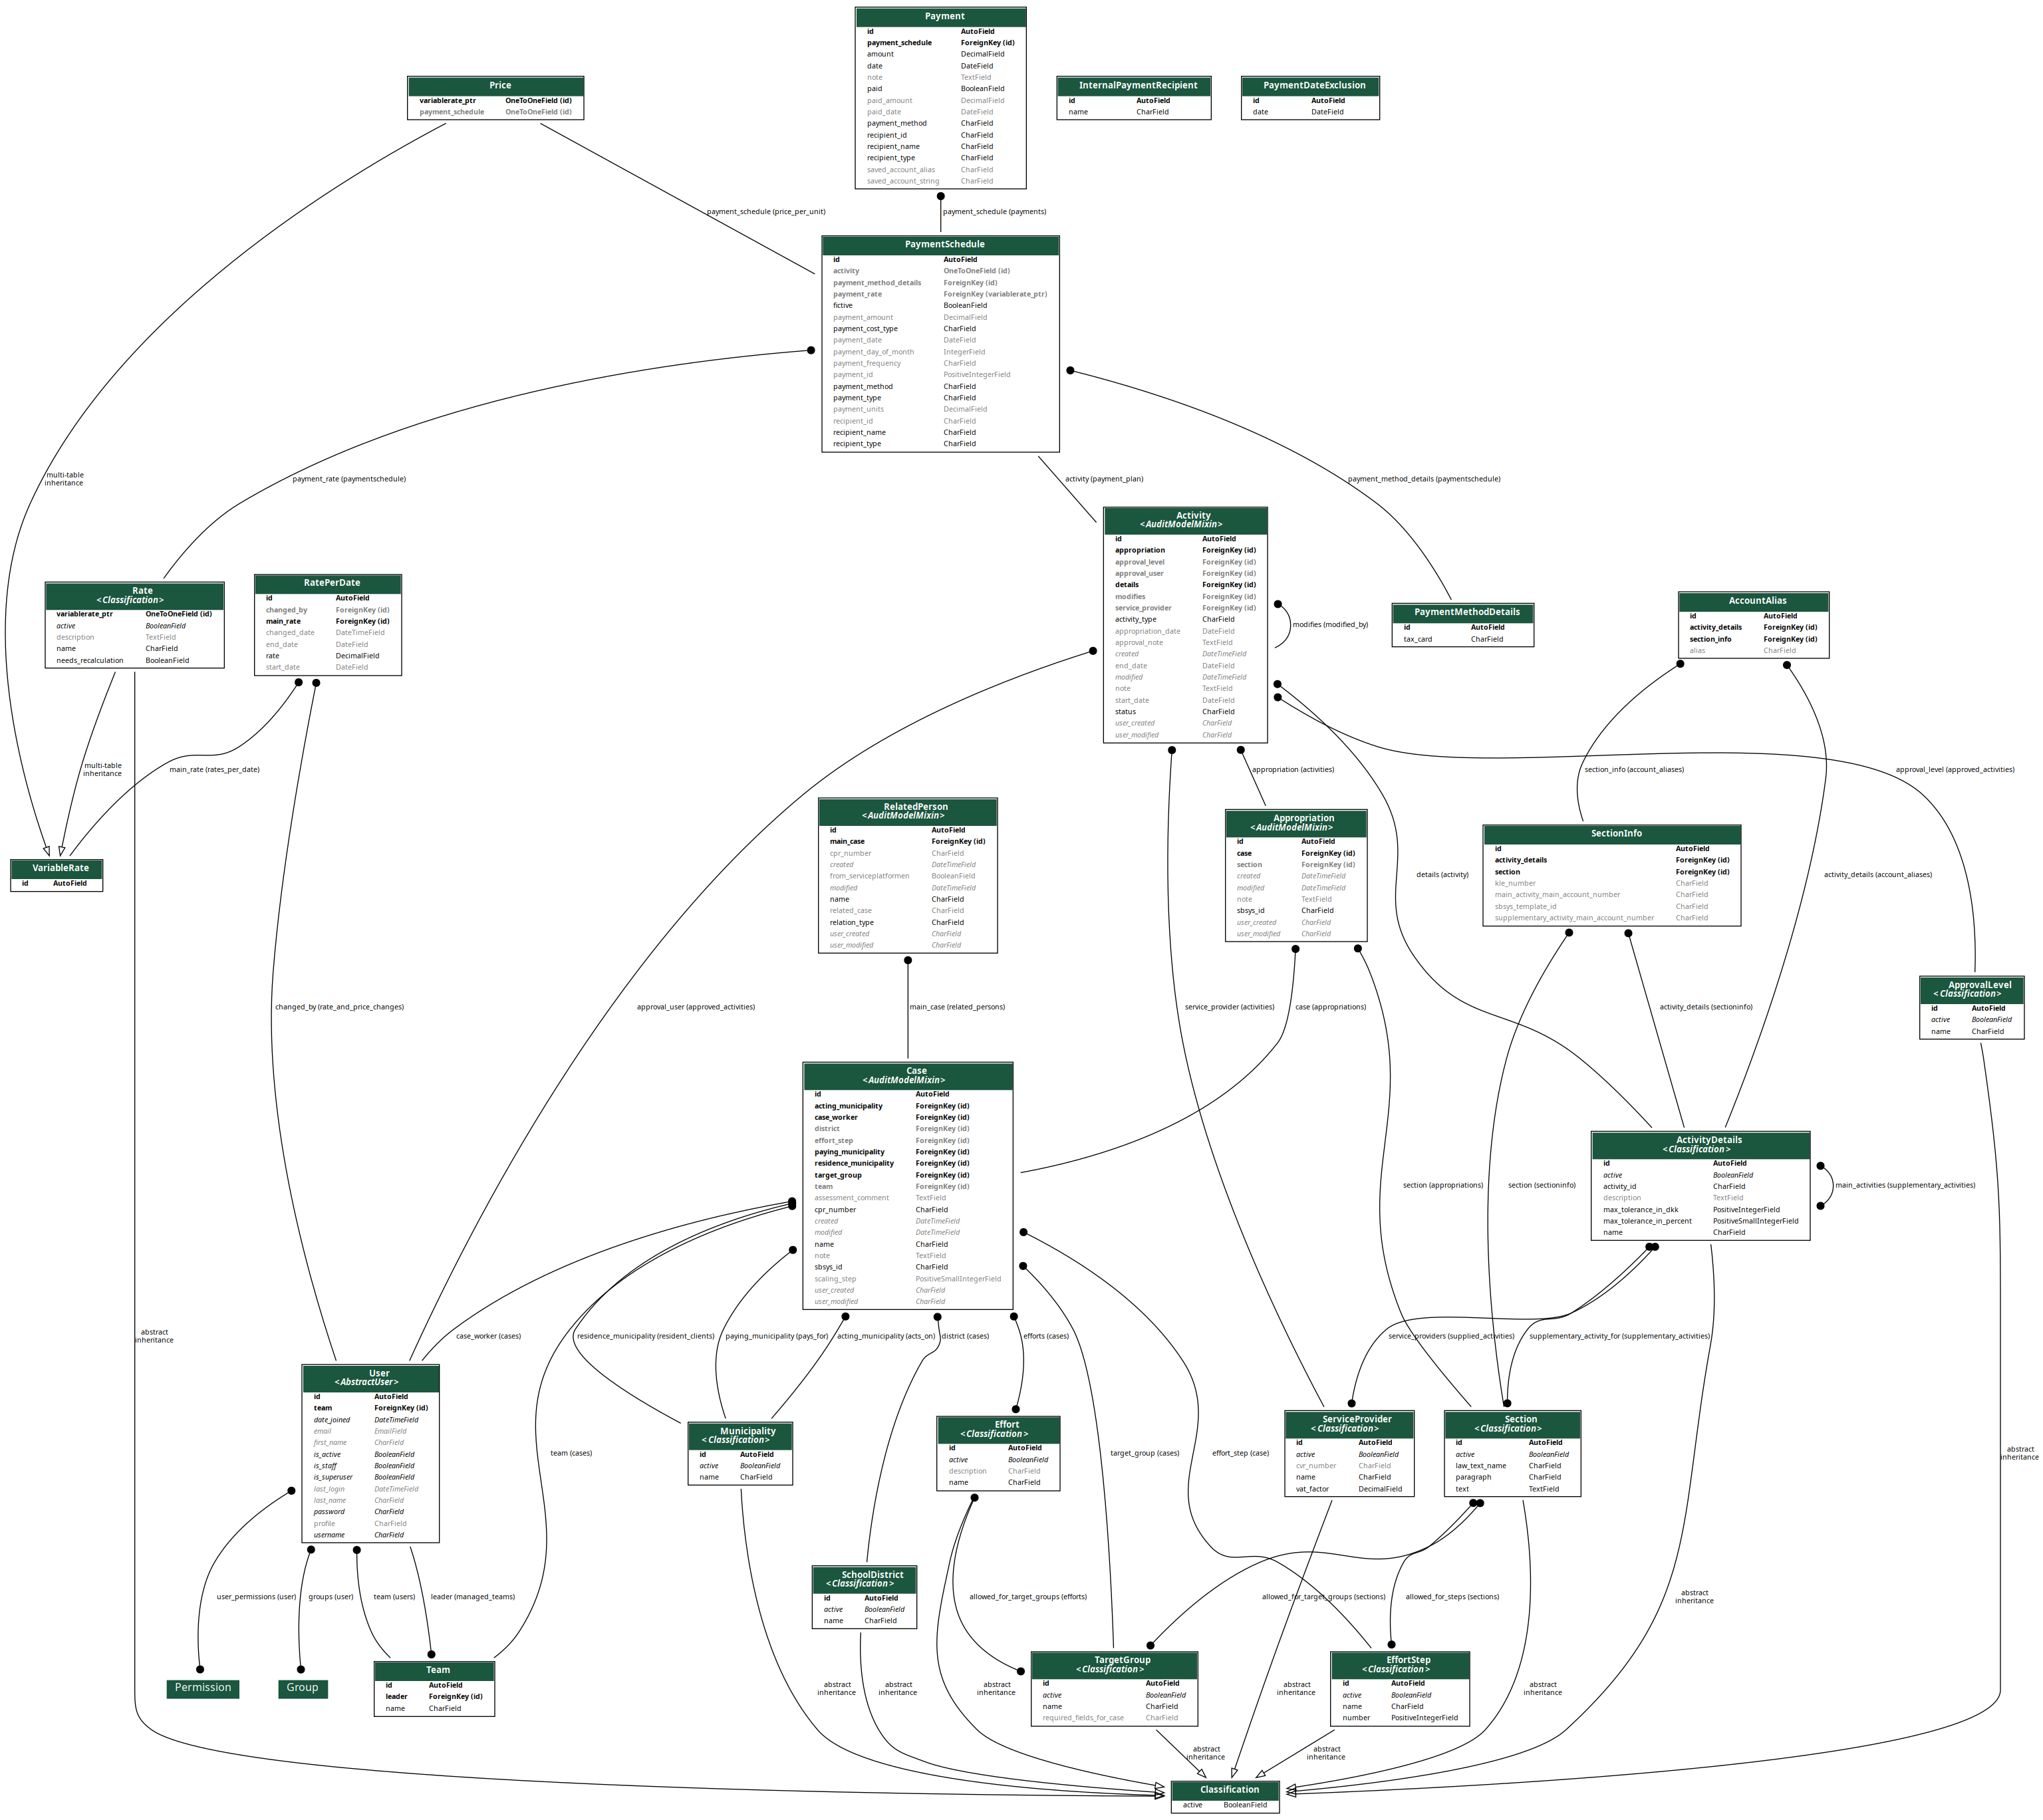 Payment
id AutoField
payment_schedule ForeignKey (id)
amount DecimalField
date DateField
note TextField
paid BooleanField
paid_amount DecimalField
paid_date DateField
payment_method CharField
recipient_id CharField
recipient_name CharField
recipient_type CharField
saved_account_alias CharField
saved_account_string CharField
Price
variablerate_ptr OneToOneField (id)
payment_schedule OneToOneField (id)
InternalPaymentRecipient
id AutoField
name CharField
PaymentDateExclusion
id AutoField
date DateField
payment_schedule (price_per_unit)
payment_schedule (payments)
PaymentSchedule
id AutoField
activity OneToOneField (id)
payment_method_details ForeignKey (id)
payment_rate ForeignKey (variablerate_ptr)
fictive BooleanField
payment_amount DecimalField
payment_cost_type CharField
payment_date DateField
payment_day_of_month IntegerField
payment_frequency CharField
payment_id PositiveIntegerField
payment_method CharField
payment_type CharField
payment_units DecimalField
recipient_id CharField
recipient_name CharField
recipient_type CharField
multi-table
inheritance
payment_rate (paymentschedule)
activity (payment_plan)
payment_method_details (paymentschedule)
Activity
<AuditModelMixin>
id AutoField
appropriation ForeignKey (id)
approval_level ForeignKey (id)
approval_user ForeignKey (id)
details ForeignKey (id)
modifies ForeignKey (id)
service_provider ForeignKey (id)
activity_type CharField
appropriation_date DateField
approval_note TextField
created DateTimeField
end_date DateField
modified DateTimeField
note TextField
start_date DateField
status CharField
user_created CharField
user_modified CharField
modifies (modified_by)
Rate
<Classification>
variablerate_ptr OneToOneField (id)
active BooleanField
description TextField
name CharField
needs_recalculation BooleanField
RatePerDate
id AutoField
changed_by ForeignKey (id)
main_rate ForeignKey (id)
changed_date DateTimeField
end_date DateField
rate DecimalField
start_date DateField
PaymentMethodDetails
id AutoField
tax_card CharField
AccountAlias
id AutoField
activity_details ForeignKey (id)
section_info ForeignKey (id)
alias CharField
multi-table
inheritance
main_rate (rates_per_date)
appropriation (activities)
section_info (account_aliases)
approval_level (approved_activities)
VariableRate
id AutoField
RelatedPerson
<AuditModelMixin>
id AutoField
main_case ForeignKey (id)
cpr_number CharField
created DateTimeField
from_serviceplatformen BooleanField
modified DateTimeField
name CharField
related_case CharField
relation_type CharField
user_created CharField
user_modified CharField
Appropriation
<AuditModelMixin>
id AutoField
case ForeignKey (id)
section ForeignKey (id)
created DateTimeField
modified DateTimeField
note TextField
sbsys_id CharField
user_created CharField
user_modified CharField
details (activity)
SectionInfo
id AutoField
activity_details ForeignKey (id)
section ForeignKey (id)
kle_number CharField
main_activity_main_account_number CharField
sbsys_template_id CharField
supplementary_activity_main_account_number CharField
activity_details (account_aliases)
changed_by (rate_and_price_changes)
approval_user (approved_activities)
main_case (related_persons)
service_provider (activities)
case (appropriations)
activity_details (sectioninfo)
ApprovalLevel
<Classification>
id AutoField
active BooleanField
name CharField
Case
<AuditModelMixin>
id AutoField
acting_municipality ForeignKey (id)
case_worker ForeignKey (id)
district ForeignKey (id)
effort_step ForeignKey (id)
paying_municipality ForeignKey (id)
residence_municipality ForeignKey (id)
target_group ForeignKey (id)
team ForeignKey (id)
assessment_comment TextField
cpr_number CharField
created DateTimeField
modified DateTimeField
name CharField
note TextField
sbsys_id CharField
scaling_step PositiveSmallIntegerField
user_created CharField
user_modified CharField
section (appropriations)
section (sectioninfo)
ActivityDetails
<Classification>
id AutoField
active BooleanField
activity_id CharField
description TextField
max_tolerance_in_dkk PositiveIntegerField
max_tolerance_in_percent PositiveSmallIntegerField
name CharField
main_activities (supplementary_activities)
abstract
inheritance
case_worker (cases)
residence_municipality (resident_clients)
paying_municipality (pays_for)
acting_municipality (acts_on)
district (cases)
efforts (cases)
service_providers (supplied_activities)
supplementary_activity_for (supplementary_activities)
User
<AbstractUser>
id AutoField
team ForeignKey (id)
date_joined DateTimeField
email EmailField
first_name CharField
is_active BooleanField
is_staff BooleanField
is_superuser BooleanField
last_login DateTimeField
last_name CharField
password CharField
profile CharField
username CharField
team (cases)
Municipality
<Classification>
id AutoField
active BooleanField
name CharField
Effort
<Classification>
id AutoField
active BooleanField
description CharField
name CharField
target_group (cases)
effort_step (case)
ServiceProvider
<Classification>
id AutoField
active BooleanField
cvr_number CharField
name CharField
vat_factor DecimalField
Section
<Classification>
id AutoField
active BooleanField
law_text_name CharField
paragraph CharField
text TextField
abstract
inheritance
user_permissions (user)
groups (user)
team (users)
leader (managed_teams)
SchoolDistrict
<Classification>
id AutoField
active BooleanField
name CharField
allowed_for_target_groups (efforts)
allowed_for_target_groups (sections)
allowed_for_steps (sections)
abstract
inheritance
Permission
Group
Team
id AutoField
leader ForeignKey (id)
name CharField
abstract
inheritance
abstract
inheritance
abstract
inheritance
TargetGroup
<Classification>
id AutoField
active BooleanField
name CharField
required_fields_for_case CharField
abstract
inheritance
EffortStep
<Classification>
id AutoField
active BooleanField
name CharField
number PositiveIntegerField
abstract
inheritance
abstract
inheritance
abstract
inheritance
Classification
active BooleanField